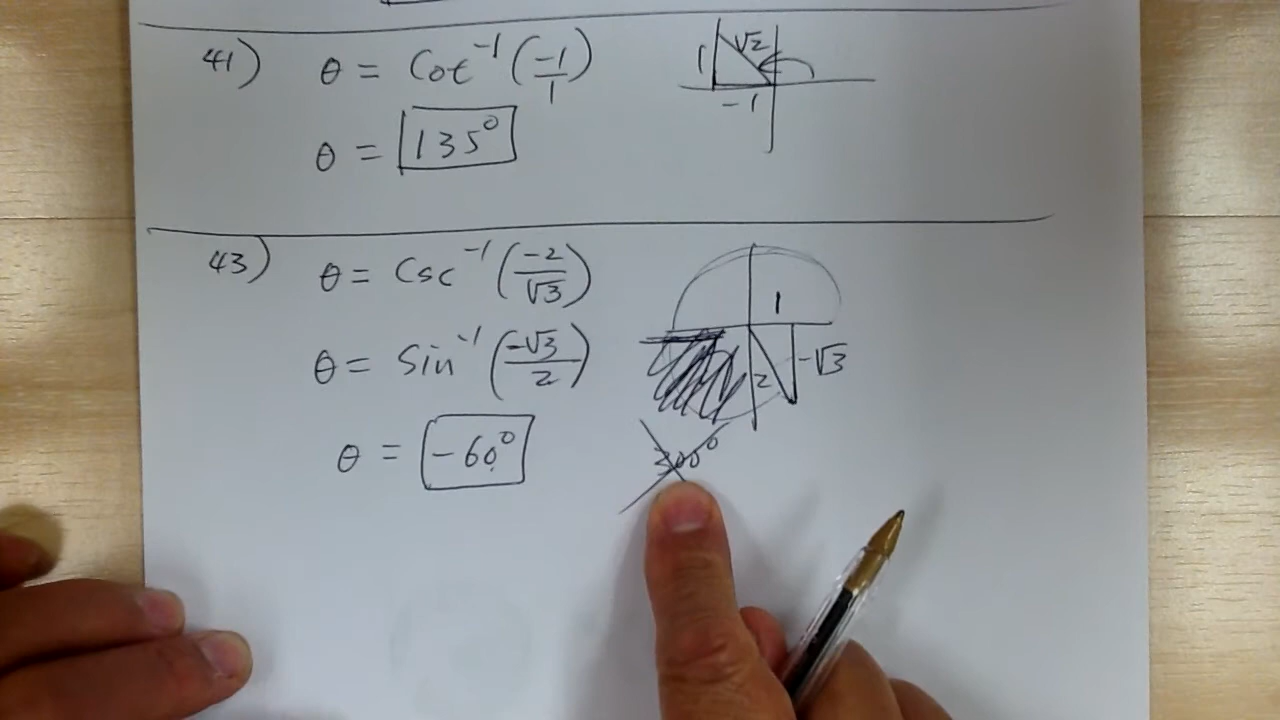 41) θ = Cot⁻¹(-1/1)
1 √2
-1
θ = 135°
43) θ = Csc⁻¹(-2/√3)
1
θ = Sin⁻¹(-√3/2)
2 -√3
θ = -60°
300°